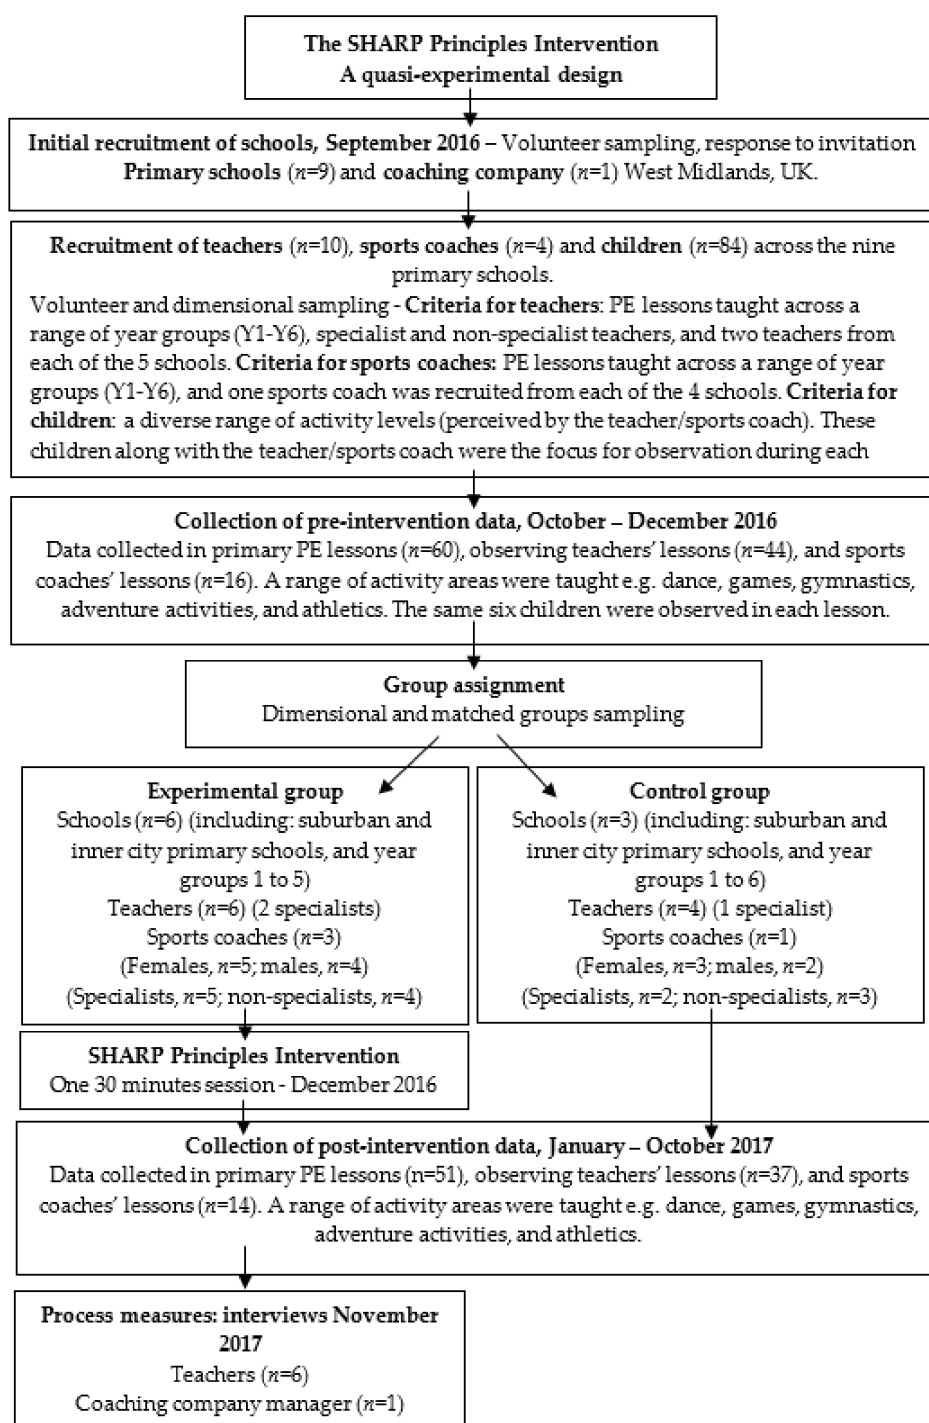 The SHARP Principles Intervention
A quasi-experimental design
Initial recruitment of schools, September 2016 – Volunteer sampling, response to invitation
Primary schools (n=9) and coaching company (n=1) West Midlands, UK.
Recruitment of teachers (n=10), sports coaches (n=4) and children (n=84) across the nine
primary schools.
Volunteer and dimensional sampling - Criteria for teachers: PE lessons taught across a
range of year groups (Y1-Y6), specialist and non-specialist teachers, and two teachers from
each of the 5 schools. Criteria for sports coaches: PE lessons taught across a range of year
groups (Y1-Y6), and one sports coach was recruited from each of the 4 schools. Criteria for
children: a diverse range of activity levels (perceived by the teacher/sports coach). These
children along with the teacher/sports coach were the focus for observation during each
Collection of pre-intervention data, October – December 2016
Data collected in primary PE lessons (n=60), observing teachers’ lessons (n=44), and sports
coaches’ lessons (n=16). A range of activity areas were taught e.g. dance, games, gymnastics,
adventure activities, and athletics. The same six children were observed in each lesson.
Group assignment
Dimensional and matched groups sampling
Experimental group
Schools (n=6) (including: suburban and
inner city primary schools, and year
groups 1 to 5)
Teachers (n=6) (2 specialists)
Sports coaches (n=3)
(Females, n=5; males, n=4)
(Specialists, n=5; non-specialists, n=4)
Control group
Schools (n=3) (including: suburban and
inner city primary schools, and year
groups 1 to 6)
Teachers (n=4) (1 specialist)
Sports coaches (n=1)
(Females, n=3; males, n=2)
(Specialists, n=2; non-specialists, n=3)
SHARP Principles Intervention
One 30 minutes session - December 2016
Collection of post-intervention data, January – October 2017
Data collected in primary PE lessons (n=51), observing teachers’ lessons (n=37), and sports
coaches’ lessons (n=14). A range of activity areas were taught e.g. dance, games, gymnastics,
adventure activities, and athletics.
Process measures: interviews November
2017
Teachers (n=6)
Coaching company manager (n=1)